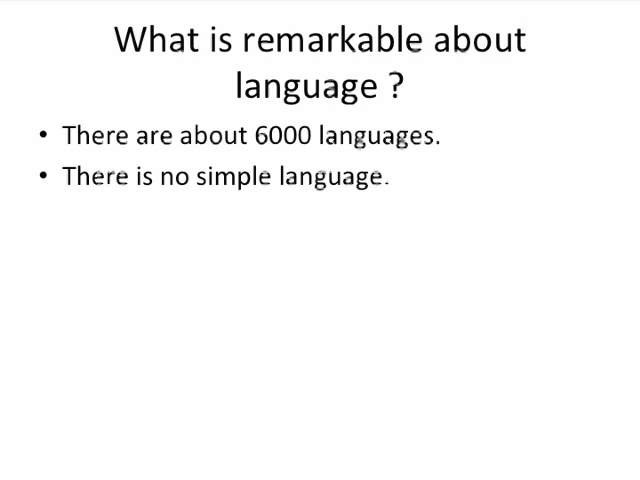 What is remarkable about
language ?
• There are about 6000 languages.
• There is no simple language.